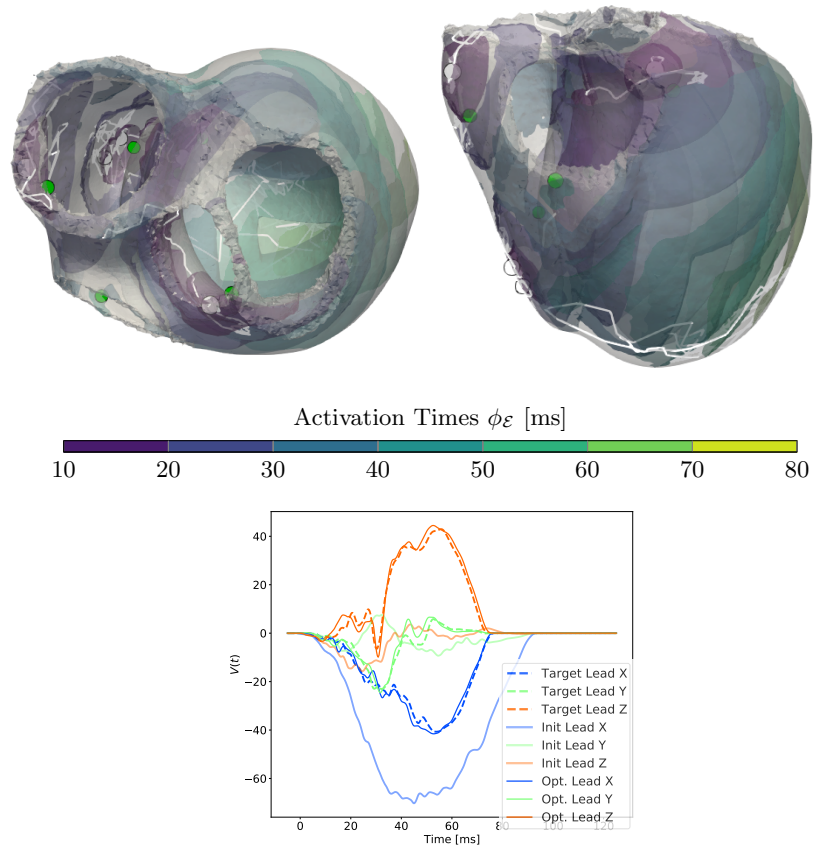 Activation Times ϕ_ℰ [ms]
10 20 30 40 50 60 70 80
40
20
0
−20
−40
−60
V(t)
Target Lead X
Target Lead Y
Target Lead Z
Init Lead X
Init Lead Y
Init Lead Z
Opt. Lead X
Opt. Lead Y
Opt. Lead Z
0 20 40 60 80 100 120
Time [ms]